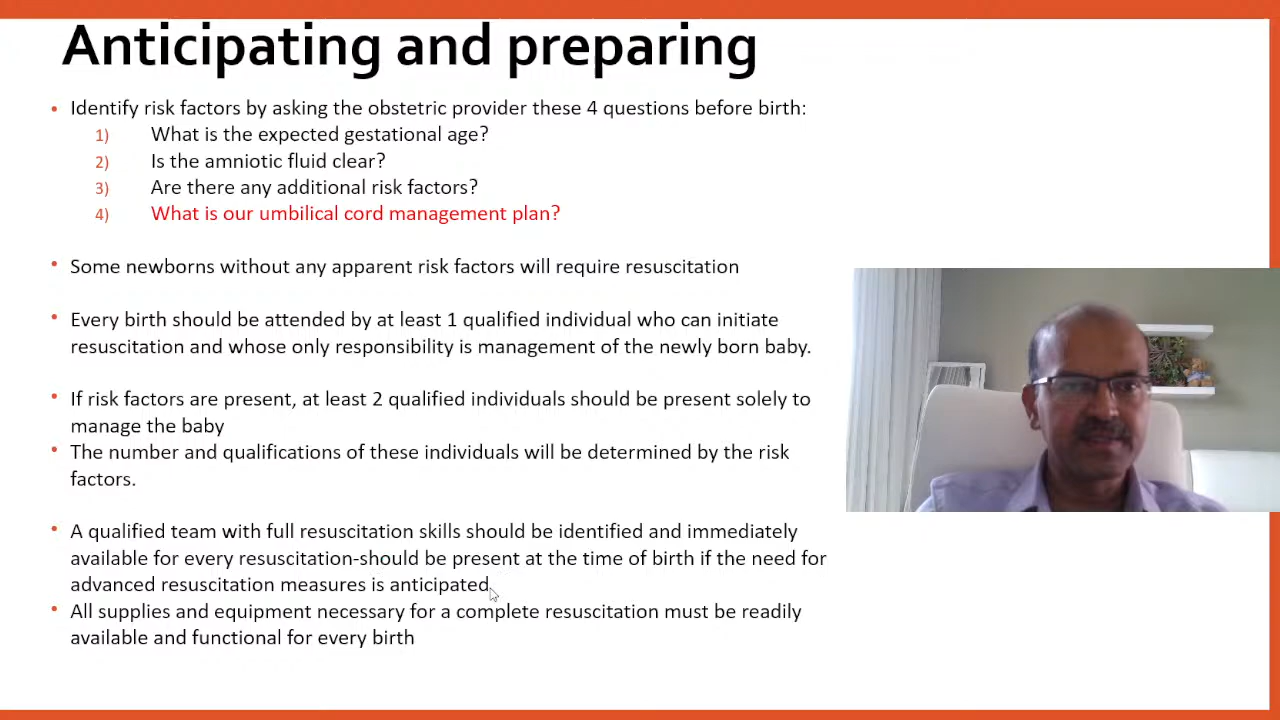 Anticipating and preparing
• Identify risk factors by asking the obstetric provider these 4 questions before birth:
1) What is the expected gestational age?
2) Is the amniotic fluid clear?
3) Are there any additional risk factors?
4) What is our umbilical cord management plan?
• Some newborns without any apparent risk factors will require resuscitation
• Every birth should be attended by at least 1 qualified individual who can initiate
resuscitation and whose only responsibility is management of the newly born baby.
• If risk factors are present, at least 2 qualified individuals should be present solely to
manage the baby
• The number and qualifications of these individuals will be determined by the risk
factors.
• A qualified team with full resuscitation skills should be identified and immediately
available for every resuscitation-should be present at the time of birth if the need for
advanced resuscitation measures is anticipated
• All supplies and equipment necessary for a complete resuscitation must be readily
available and functional for every birth